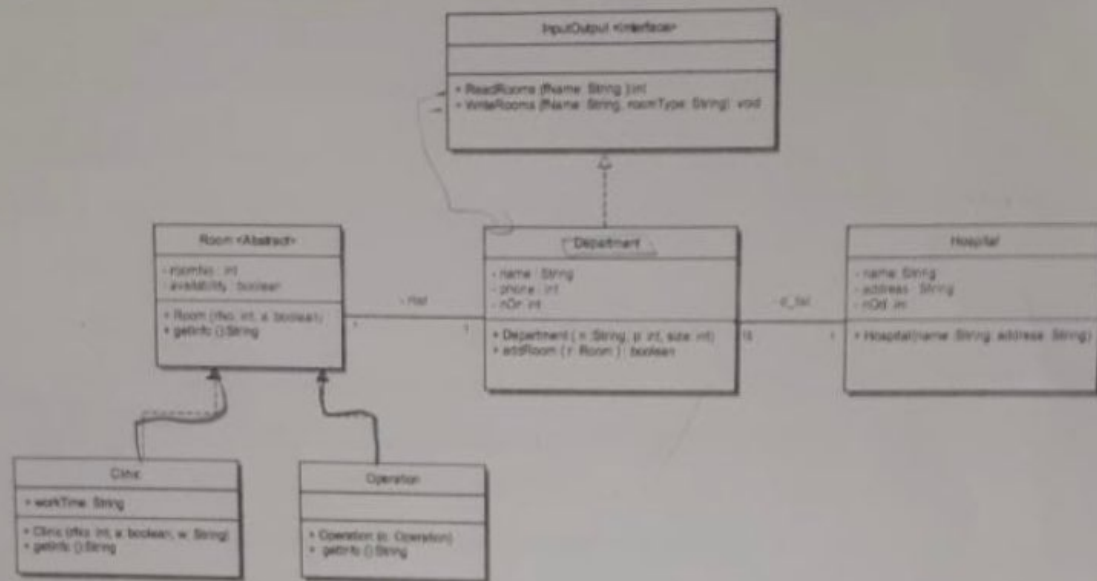 InputOutput <Interface>
+ ReadRooms (fName: String ):int
+ WriteRooms (fName: String, roomType: String) : void
Room <Abstract>
- roomNo : int
- availability : boolean
+ Room (rNo: int, a: boolean)
+ getInfo ():String
- rlist
*
1
Department
- name : String
- phone : int
- nOr: int
+ Department ( n: String, p: int, size: int)
+ addRoom ( r: Room ) : boolean
- d_list
15
1
Hospital
- name: String
- address : String
- nOd: int
+ Hospital(name: String, address: String)
Clinic
+ workTime: String
+ Clinic (rNo: int, a: boolean, w: String)
+ getInfo ():String
Operation
+ Operation (o: Operation)
+ getInfo ():String